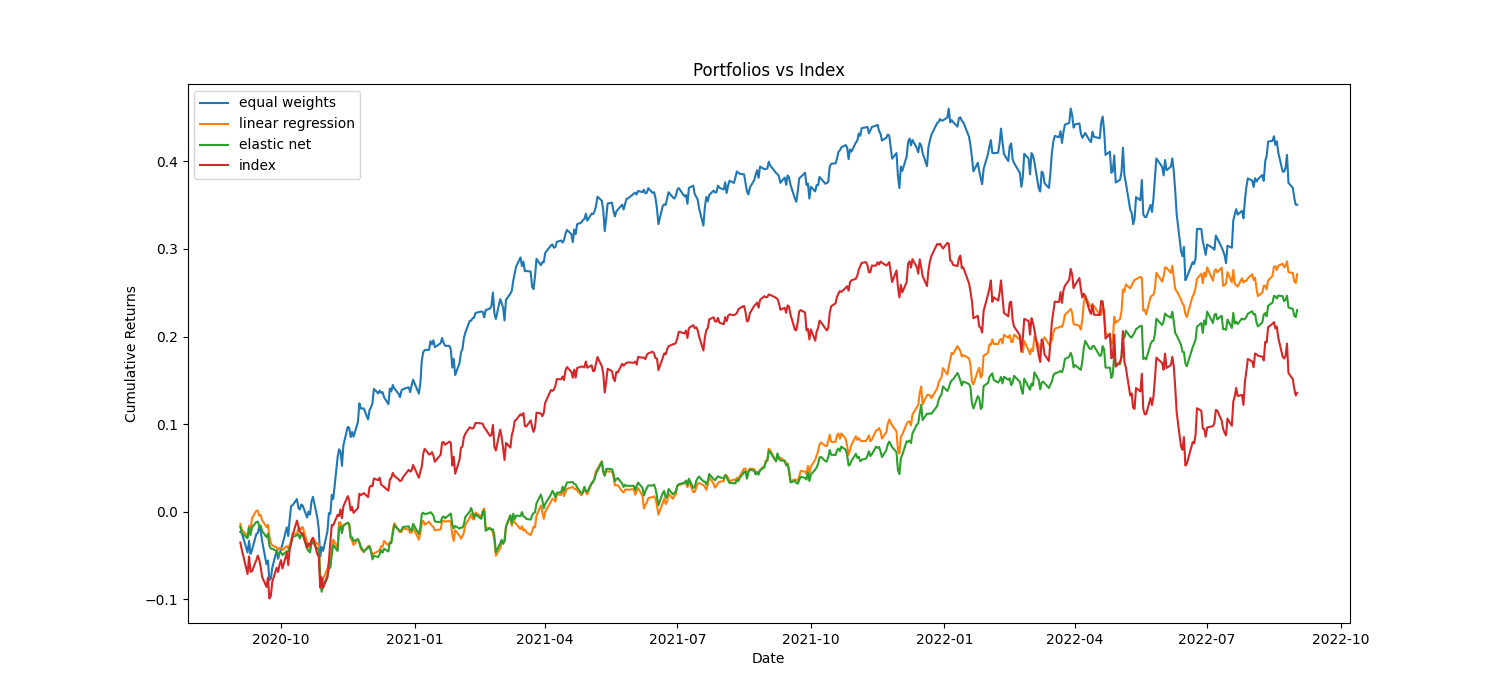 Portfolios vs Index
equal weights
linear regression
elastic net
index
Cumulative Returns
0.4
0.3
0.2
0.1
0.0
−0.1
2020-10
2021-01
2021-04
2021-07
2021-10
2022-01
2022-04
2022-07
2022-10
Date